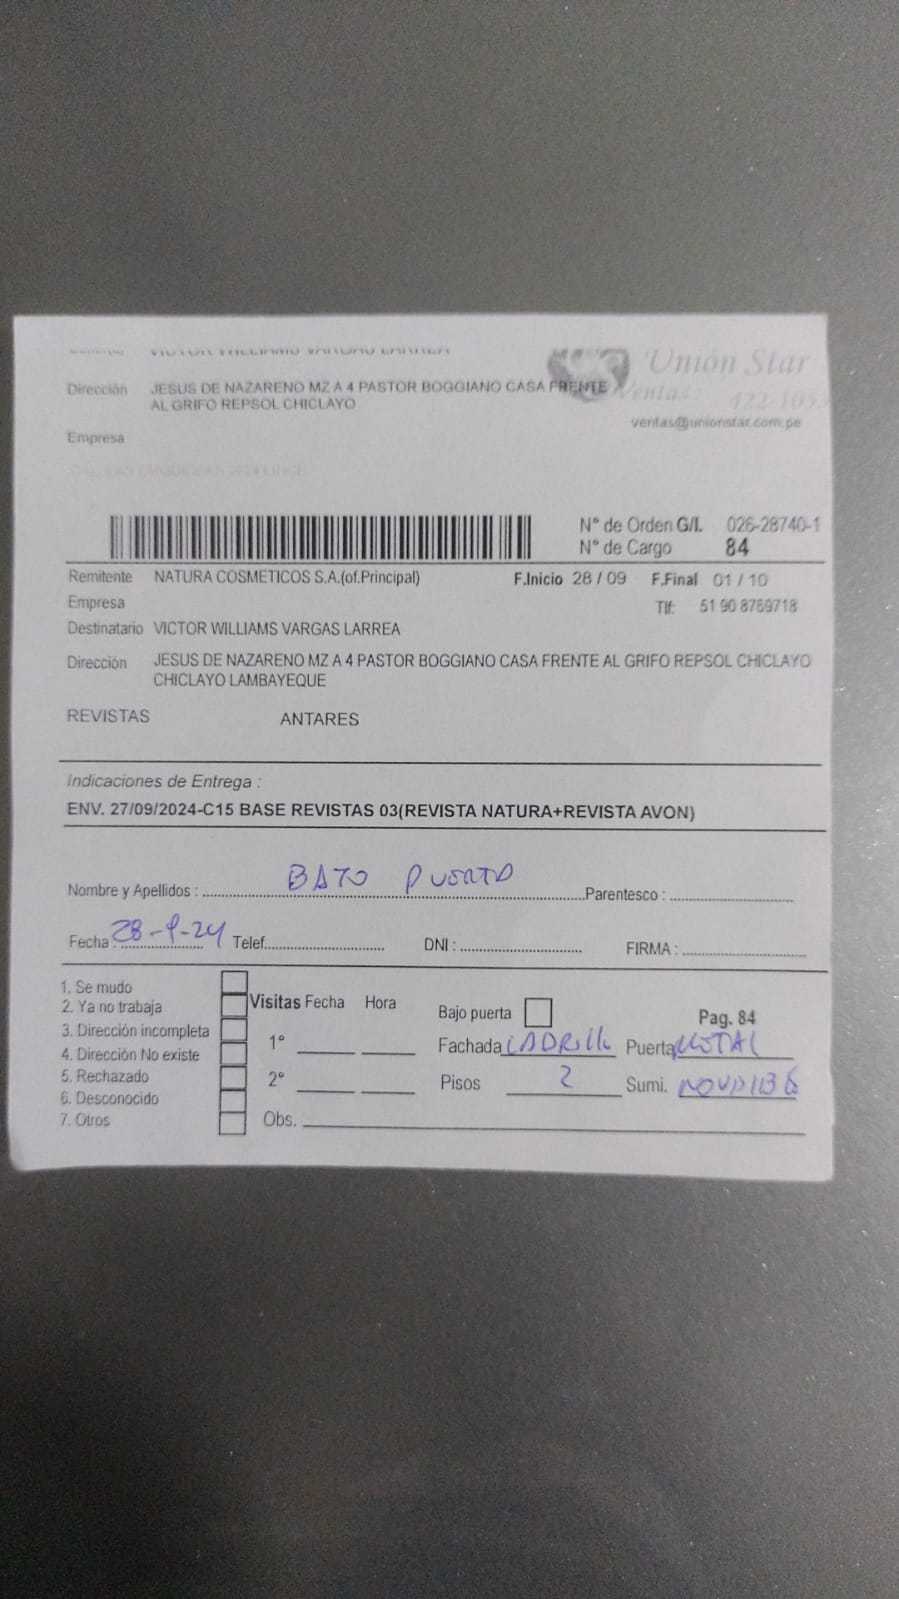 VICTOR WILLIAMS VARGAS LARREA
Unión Star
Dirección JESUS DE NAZARENO MZ A 4 PASTOR BOGGIANO CASA FRENTE
AL GRIFO REPSOL CHICLAYO
Ventas:
ventas@unionstar.com.pe
Empresa
N° de Orden G/I. 026-28740-1
N° de Cargo 84
Remitente NATURA COSMETICOS S.A.(of.Principal) F.Inicio 28 / 09 F.Final 01 / 10
Empresa Tlf: 51 90 8769718
Destinatario VICTOR WILLIAMS VARGAS LARREA
Dirección JESUS DE NAZARENO MZ A 4 PASTOR BOGGIANO CASA FRENTE AL GRIFO REPSOL CHICLAYO
CHICLAYO LAMBAYEQUE
REVISTAS ANTARES
Indicaciones de Entrega :
ENV. 27/09/2024-C15 BASE REVISTAS 03(REVISTA NATURA+REVISTA AVON)
Nombre y Apellidos : BAJO PUERTA Parentesco :
Fecha : 28-9-24 Telef. DNI : FIRMA :
1. Se mudo
2. Ya no trabaja
3. Dirección incompleta
4. Dirección No existe
5. Rechazado
6. Desconocido
7. Otros
Visitas Fecha Hora
1°
2°
Obs.
Bajo puerta Pag. 84
Fachada LADRILLO Puerta METAL
Pisos 2 Sumi.